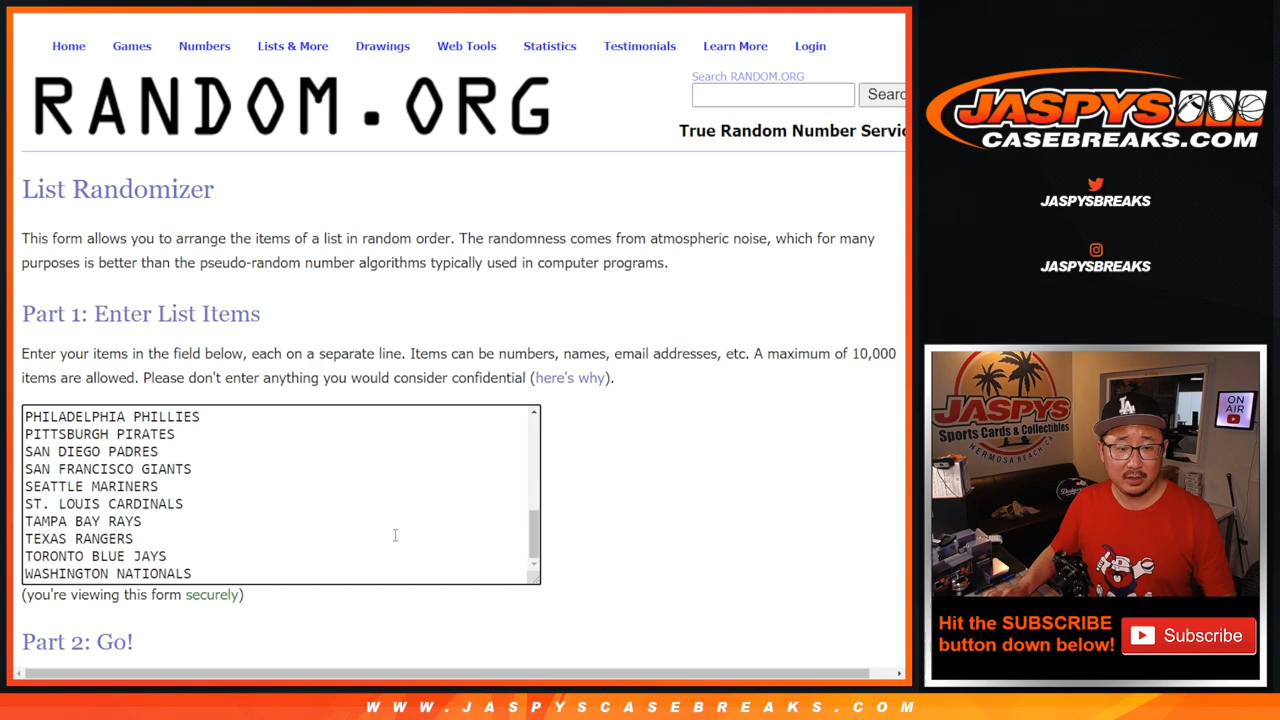 Home Games Numbers Lists & More Drawings Web Tools Statistics Testimonials Learn More Login
RANDOM.ORG
Search RANDOM.ORG
Searc
True Random Number Servic
List Randomizer
This form allows you to arrange the items of a list in random order. The randomness comes from atmospheric noise, which for many
purposes is better than the pseudo-random number algorithms typically used in computer programs.
Part 1: Enter List Items
Enter your items in the field below, each on a separate line. Items can be numbers, names, email addresses, etc. A maximum of 10,000
items are allowed. Please don't enter anything you would consider confidential (here's why).
PHILADELPHIA PHILLIES
PITTSBURGH PIRATES
SAN DIEGO PADRES
SAN FRANCISCO GIANTS
SEATTLE MARINERS
ST. LOUIS CARDINALS
TAMPA BAY RAYS
TEXAS RANGERS
TORONTO BLUE JAYS
WASHINGTON NATIONALS
(you're viewing this form securely)
Part 2: Go!
JASPYS
CASEBREAKS.COM
JASPYSBREAKS
JASPYSBREAKS
JASPYS
Sports Cards & Collectibles
HERMOSA BEACH, CA
ON
AIR
LA
Dodgers
Hit the SUBSCRIBE
button down below!
Subscribe
WWW.JASPYSCASEBREAKS.COM